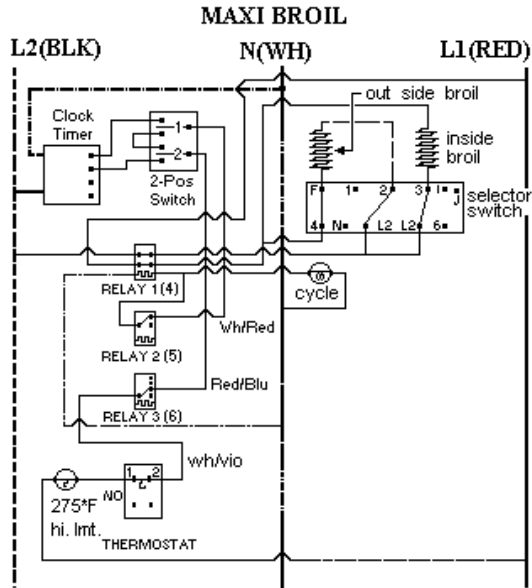 MAXI BROIL
L2(BLK) N(WH) L1(RED)
out side broil
Clock
Timer
1
2
inside
broil
2-Pos
Switch
F 1 2 3 I J
4 N L2 L2 6
selector
switch
RELAY 1(4)
cycle
Wh/Red
RELAY 2(5)
Red/Blu
RELAY 3(6)
wh/vio
1 2
NO
275*F
hi. lmt.
THERMOSTAT